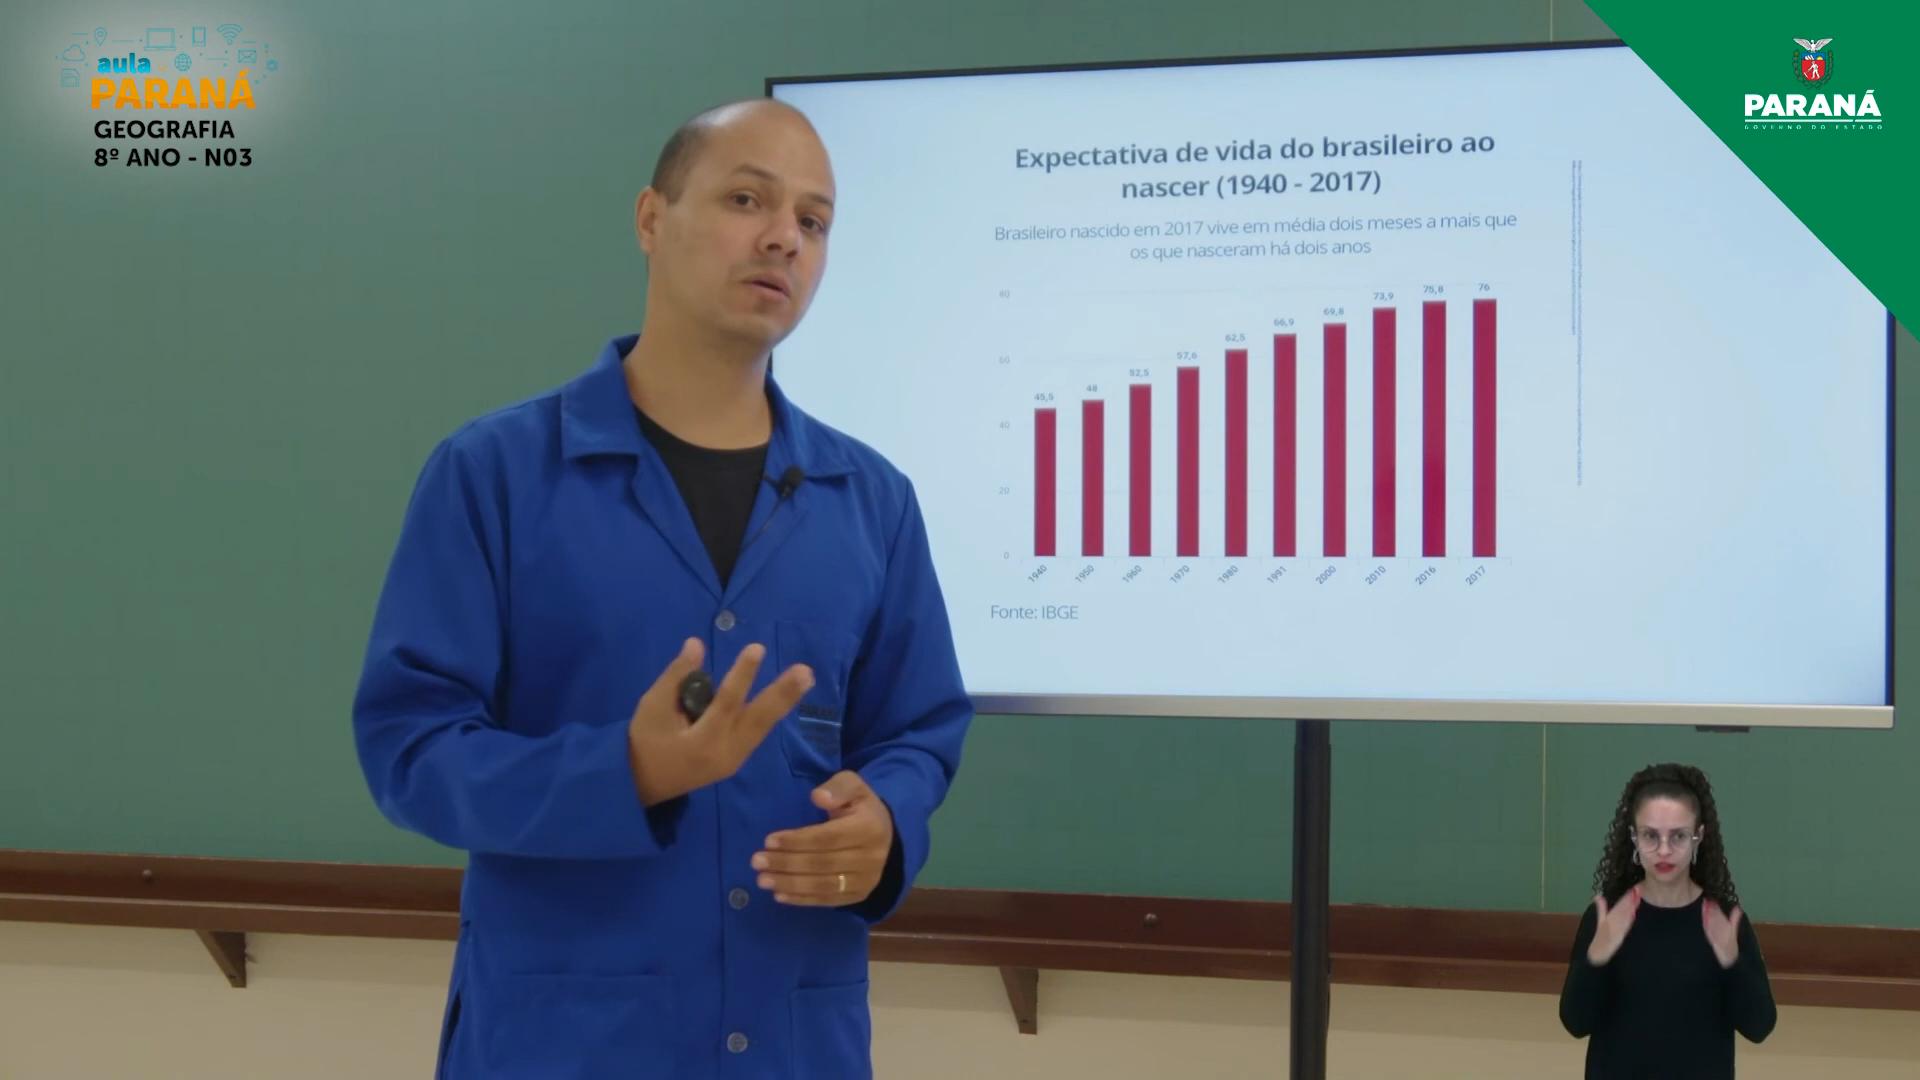 aula
PARANÁ
GEOGRAFIA
8º ANO - N03
PARANÁ
GOVERNO DO ESTADO
Expectativa de vida do brasileiro ao
nascer (1940 - 2017)
Brasileiro nascido em 2017 vive em média dois meses a mais que
os que nasceram há dois anos
80
60
40
20
0
45,5
48
52,5
57,6
62,5
66,9
69,8
73,9
75,8
76
1940
1950
1960
1970
1980
1991
2000
2010
2016
2017
Fonte: IBGE